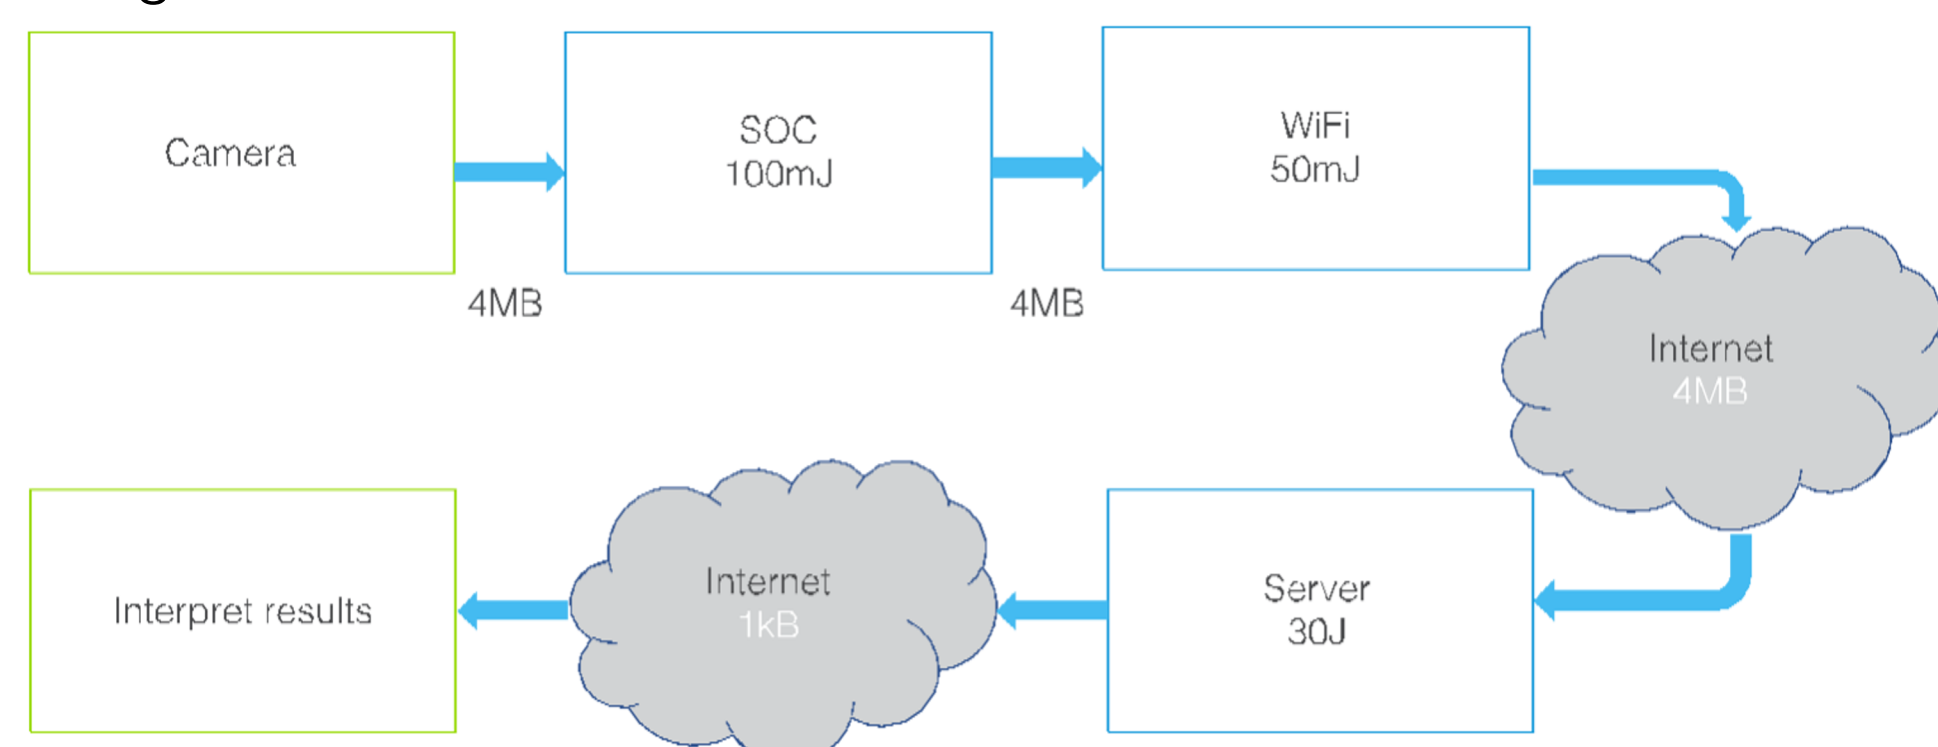 Camera
SOC
100mJ
WiFi
50mJ
4MB
4MB
Internet
4MB
Server
30J
Internet
1kB
Interpret results